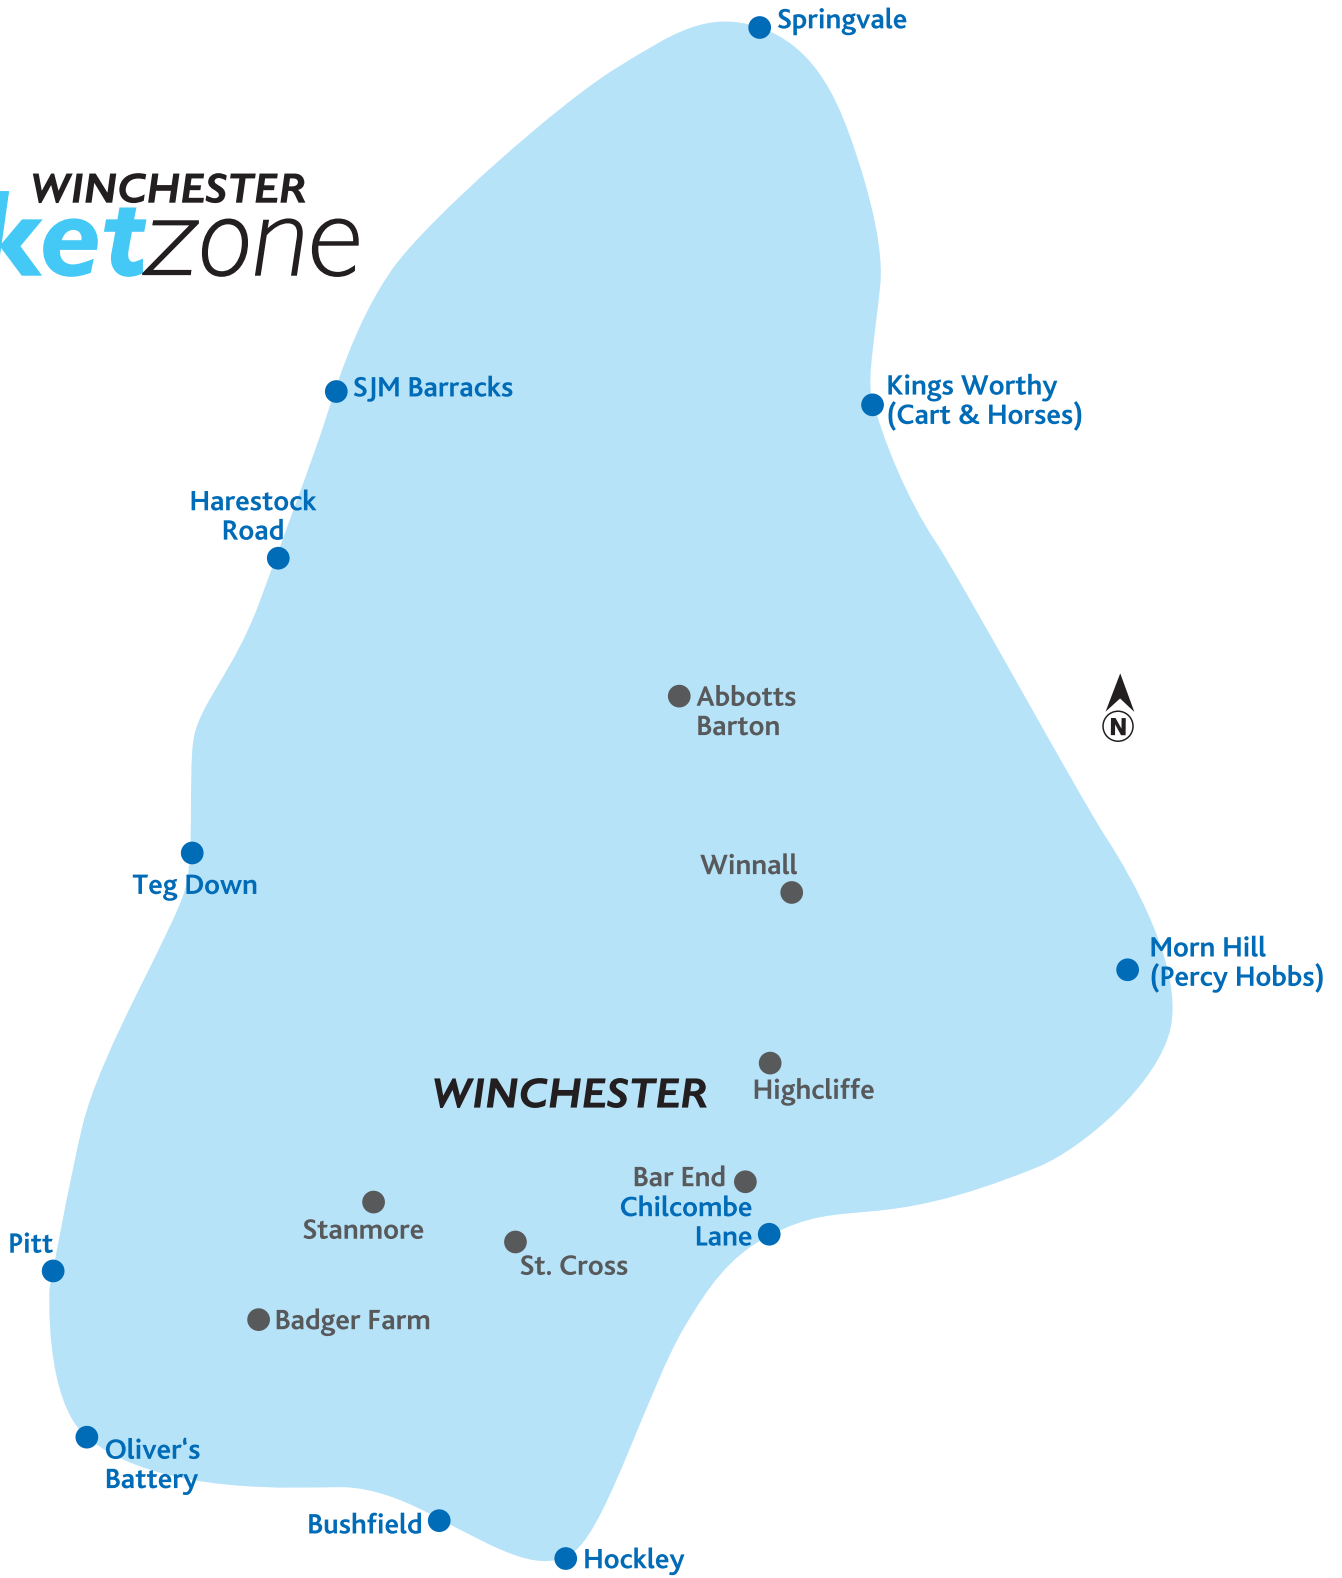 Springvale
WINCHESTER
ketzone
SJM Barracks
Kings Worthy
(Cart & Horses)
Harestock
Road
Abbotts
Barton
N
Winnall
Teg Down
Morn Hill
(Percy Hobbs)
WINCHESTER
Highcliffe
Bar End
Chilcombe
Lane
Stanmore
Pitt
St. Cross
Badger Farm
Oliver‘s
Battery
Bushfield
Hockley